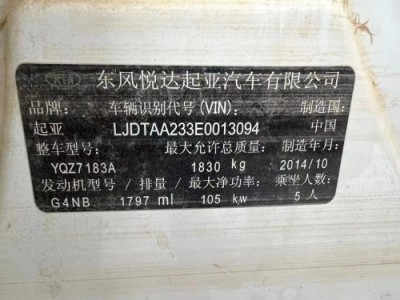 KIA 东风悦达起亚汽车有限公司
品牌: 车辆识别代号(VIN): 制造国:
起亚 LJDTAA233E0013094 中国
整车型号: 最大允许总质量: 制造年月:
YQZ7183A 1830 kg 2014/10
发动机型号/排量/最大净功率: 乘坐人数:
G4NB 1797 ml 105 kw 5 人